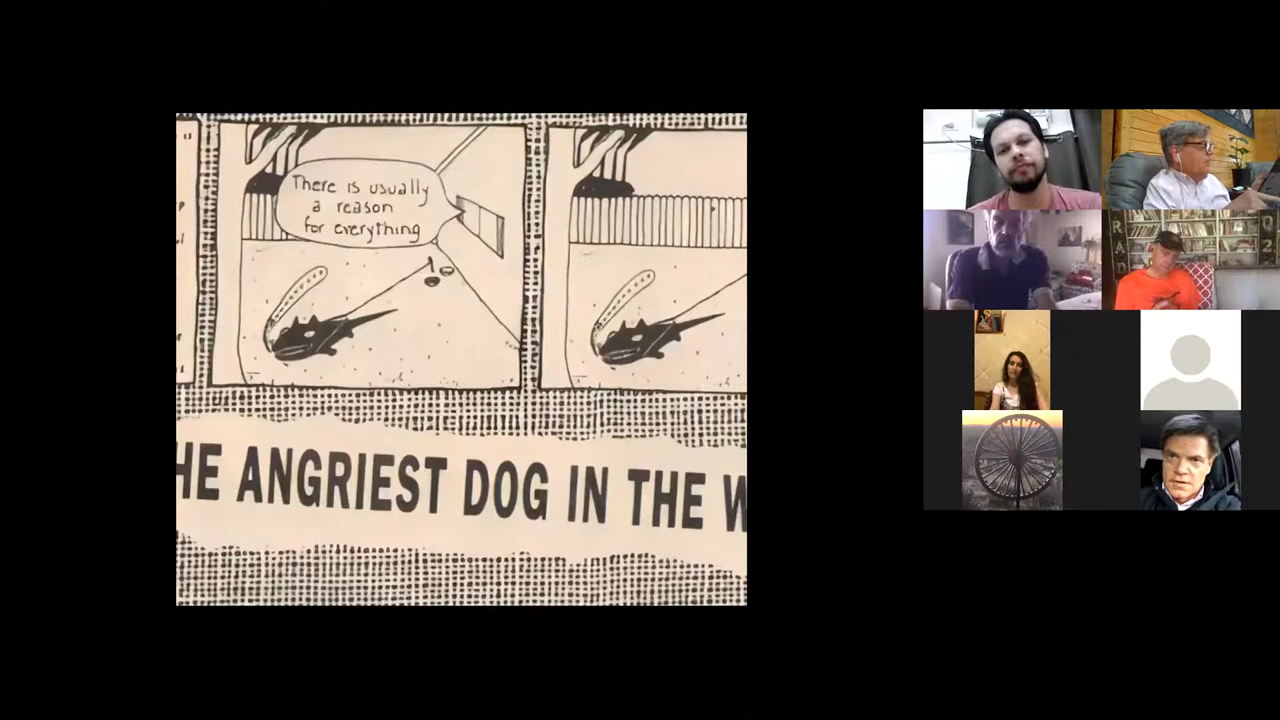 There is usually
a reason
for everything
HE ANGRIEST DOG IN THE W